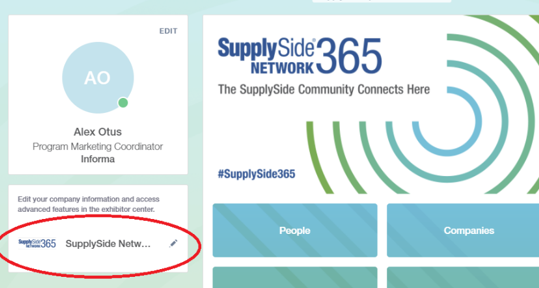 EDIT
AO
Alex Otus
Program Marketing Coordinator
Informa
Edit your company information and access
advanced features in the exhibitor center.
SupplySide 365
NETWORK
SupplySide Netw...
SupplySide® 365
NETWORK
The SupplySide Community Connects Here
#SupplySide365
People
Companies